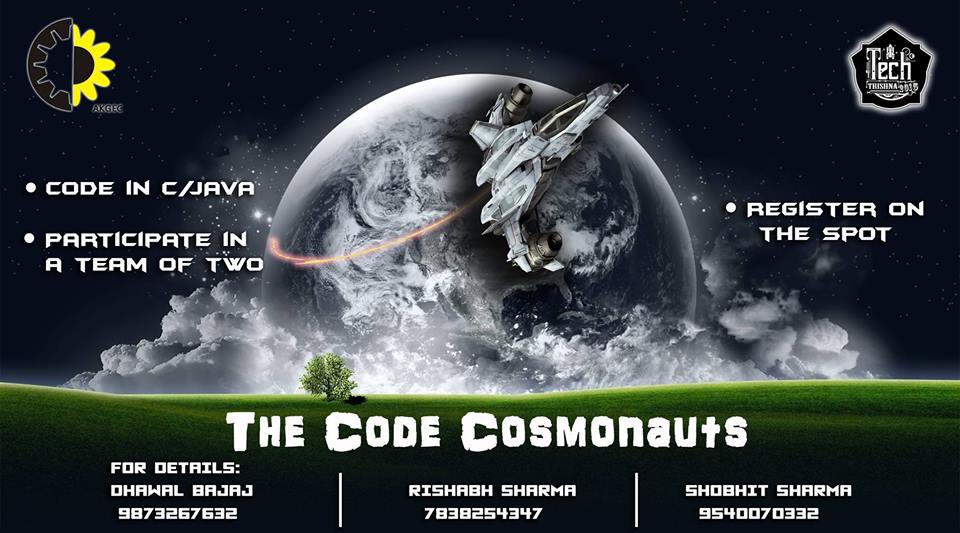 AKGEC
Tech
TRISHNA 2015
• CODE IN C/JAVA
• PARTICIPATE IN
A TEAM OF TWO
• REGISTER ON
THE SPOT
The Code Cosmonauts
FOR DETAILS:
DHAWAL BAJAJ
9873267632
RISHABH SHARMA
7838254347
SHOBHIT SHARMA
9540070332